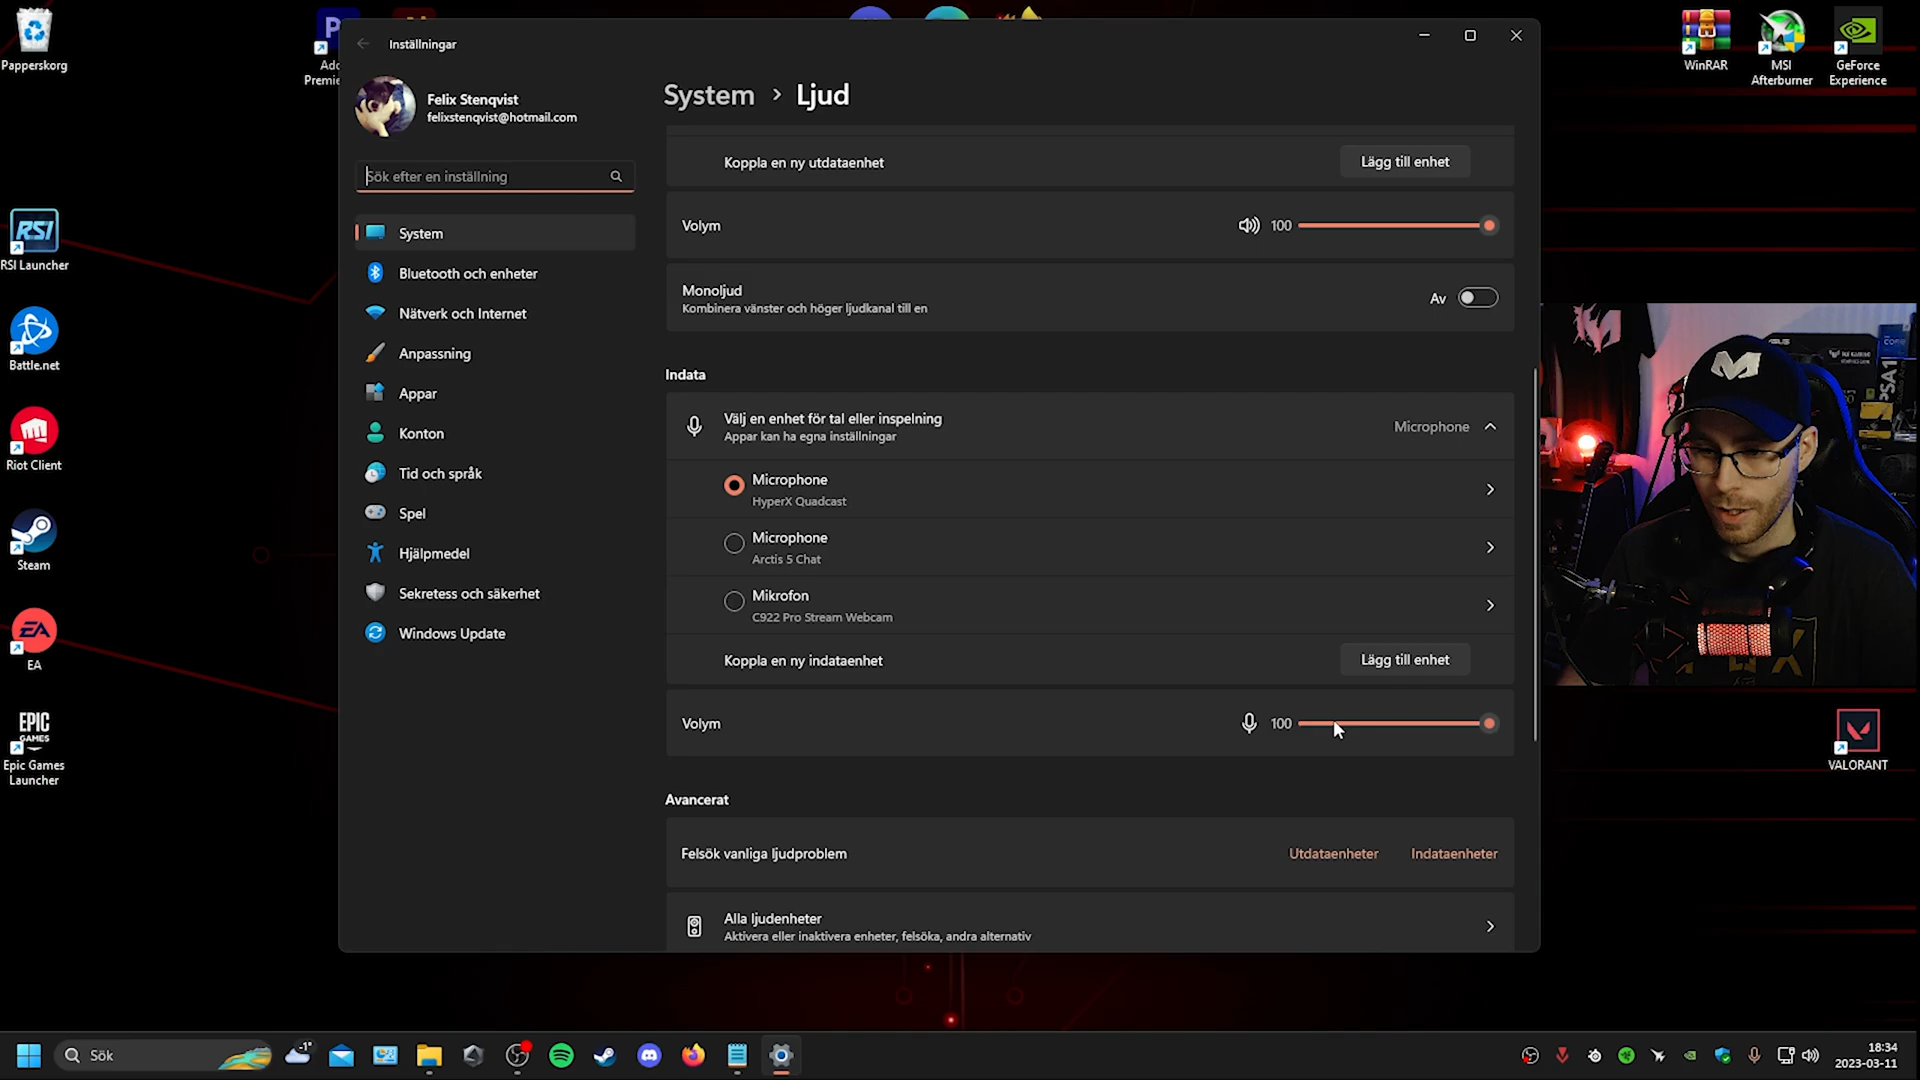 Papperskorg
RSI Launcher
Battle.net
Riot Client
Steam
EA
Epic Games
Launcher
Inställningar
Felix Stenqvist
felixstenqvist@hotmail.com
Sök efter en inställning
System
Bluetooth och enheter
Nätverk och Internet
Anpassning
Appar
Konton
Tid och språk
Spel
Hjälpmedel
Sekretess och säkerhet
Windows Update
System > Ljud
Koppla en ny utdataenhet
Lägg till enhet
Volym
100
Monoljud
Kombinera vänster och höger ljudkanal till en
Av
Indata
Välj en enhet för tal eller inspelning
Appar kan ha egna inställningar
Microphone
Microphone
HyperX Quadcast
Microphone
Arctis 5 Chat
Mikrofon
C922 Pro Stream Webcam
Koppla en ny indataenhet
Lägg till enhet
Volym
100
Avancerat
Felsök vanliga ljudproblem
Utdataenheter
Indataenheter
Alla ljudenheter
Aktivera eller inaktivera enheter, felsöka, andra alternativ
WinRAR
MSI
Afterburner
GeForce
Experience
VALORANT
Sök
-1°
18:34
2023-03-11